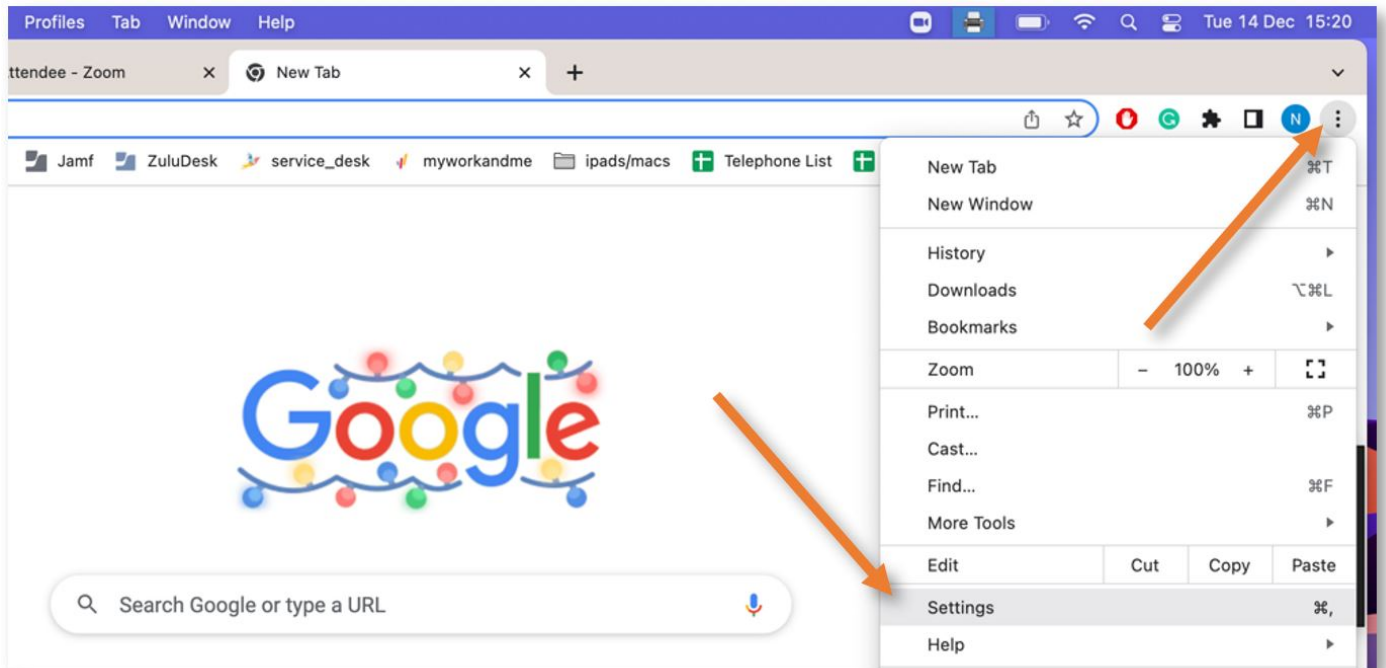 Profiles Tab Window Help Tue 14 Dec 15:20
ttendee - Zoom New Tab
N
Jamf ZuluDesk service_desk myworkandme ipads/macs Telephone List
New Tab ⌘T
New Window ⌘N
History
Downloads ⌥⌘L
Bookmarks
Zoom − 100% +
Google
Print... ⌘P
Cast...
Find... ⌘F
More Tools
Edit Cut Copy Paste
Search Google or type a URL
Settings ⌘,
Help